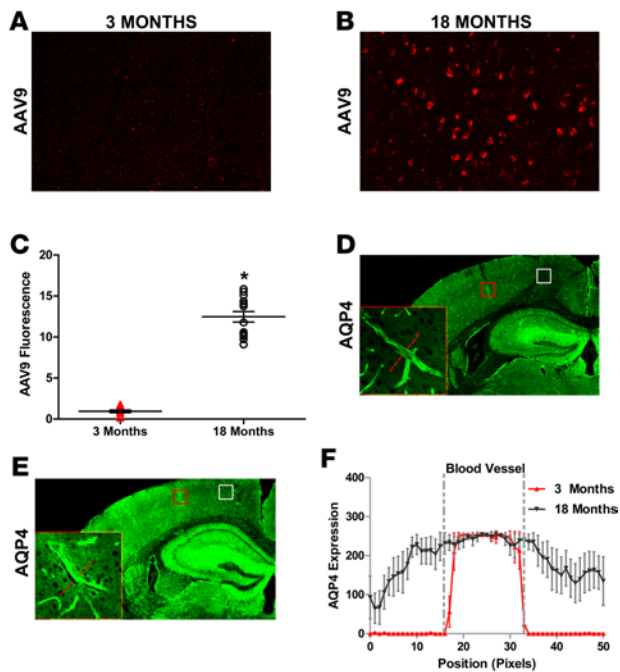 A
3 MONTHS
AAV9
B
18 MONTHS
AAV9
C
AAV9 Fluorescence
20
15
10
5
0
*
3 Months
18 Months
D
AQP4
E
AQP4
F
AQP4 Expression
400
300
200
100
0
Blood Vessel
3 Months
18 Months
0
10
20
30
40
50
Position (Pixels)